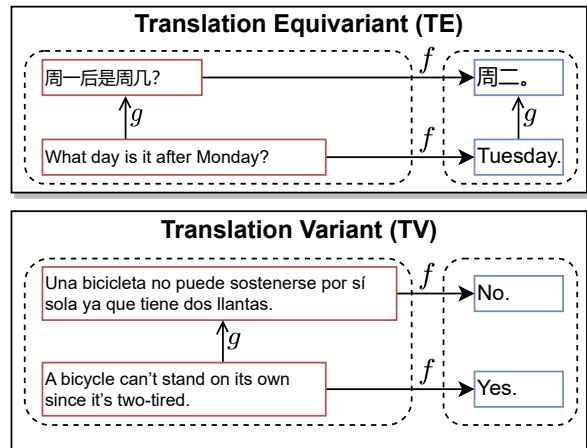 Translation Equivariant (TE)
周一后是周几?
f
周二。
g
g
What day is it after Monday?
f
Tuesday.
Translation Variant (TV)
Una bicicleta no puede sostenerse por sí
sola ya que tiene dos llantas.
f
No.
g
A bicycle can't stand on its own
since it's two-tired.
f
Yes.